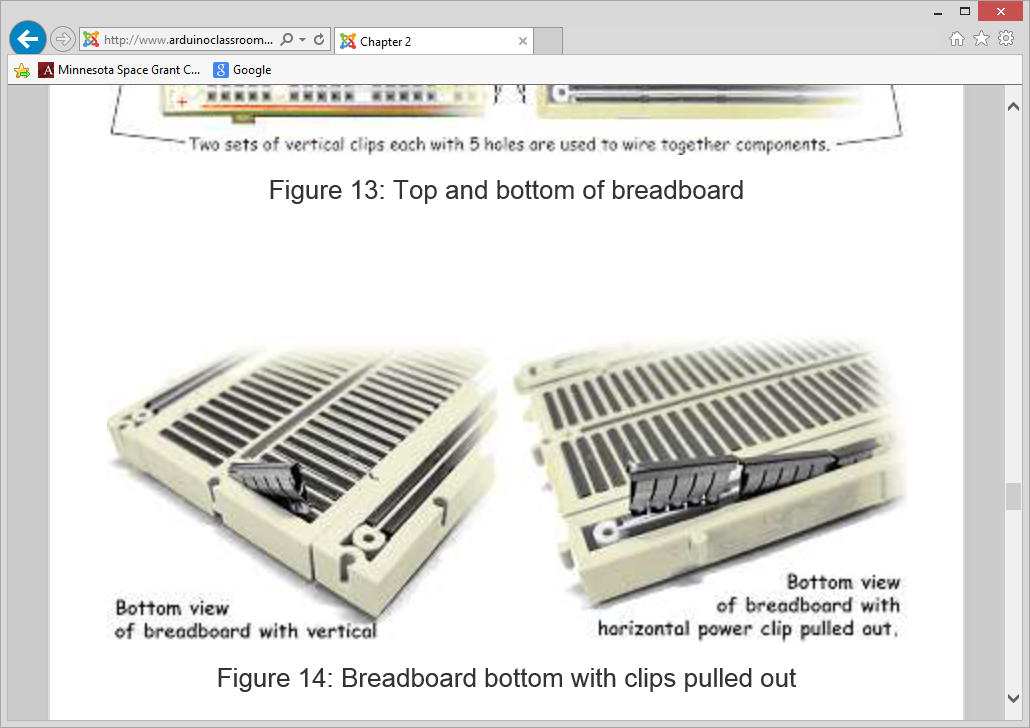 http://www.arduinoclassroom...
Chapter 2
Minnesota Space Grant C...
Google
Two sets of vertical clips each with 5 holes are used to wire together components.
Figure 13: Top and bottom of breadboard
Bottom view
of breadboard with vertical
Bottom view
of breadboard with
horizontal power clip pulled out.
Figure 14: Breadboard bottom with clips pulled out